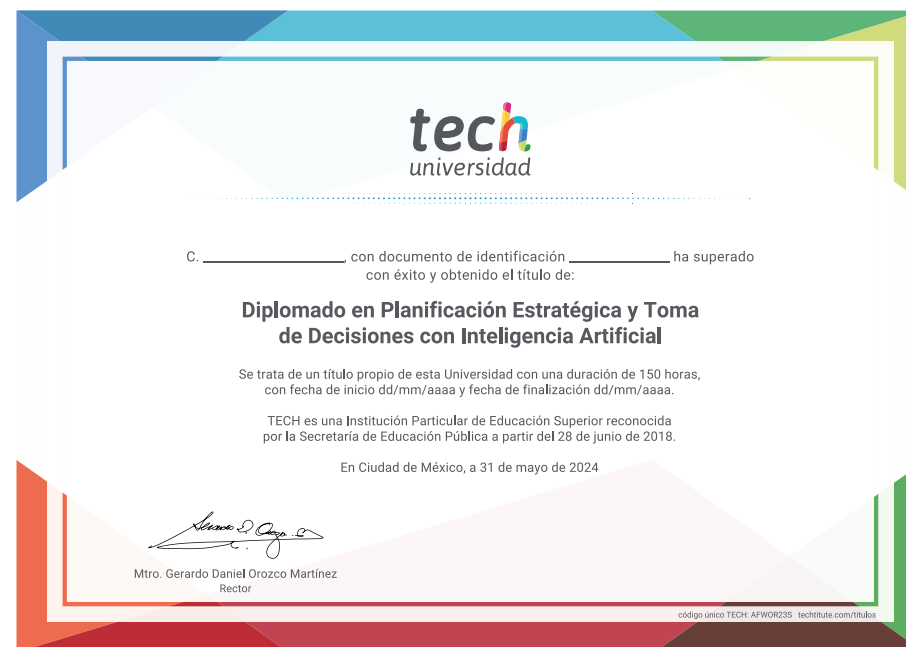 tech
universidad
C. ____________________, con documento de identificación ______________ ha superado
con éxito y obtenido el título de:
Diplomado en Planificación Estratégica y Toma
de Decisiones con Inteligencia Artificial
Se trata de un título propio de esta Universidad con una duración de 150 horas,
con fecha de inicio dd/mm/aaaa y fecha de finalización dd/mm/aaaa.
TECH es una Institución Particular de Educación Superior reconocida
por la Secretaría de Educación Pública a partir del 28 de junio de 2018.
En Ciudad de México, a 31 de mayo de 2024
Mtro. Gerardo Daniel Orozco Martínez
Rector
código único TECH: AFWOR23S techtitute.com/titulos